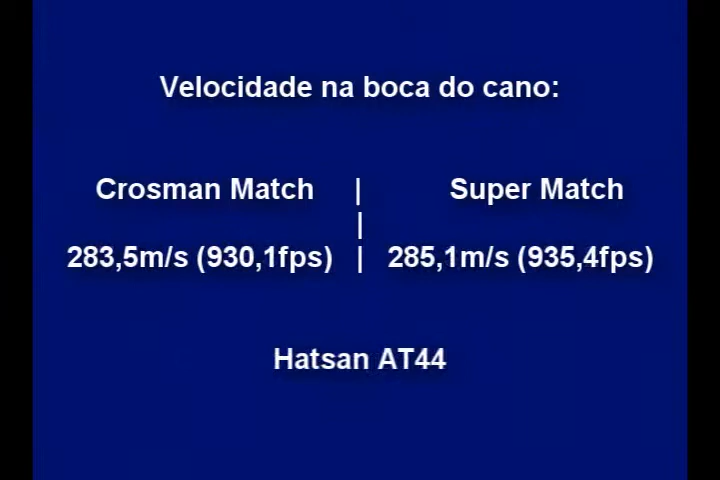 Velocidade na boca do cano:
Crosman Match | Super Match
|
283,5m/s (930,1fps) | 285,1m/s (935,4fps)
Hatsan AT44